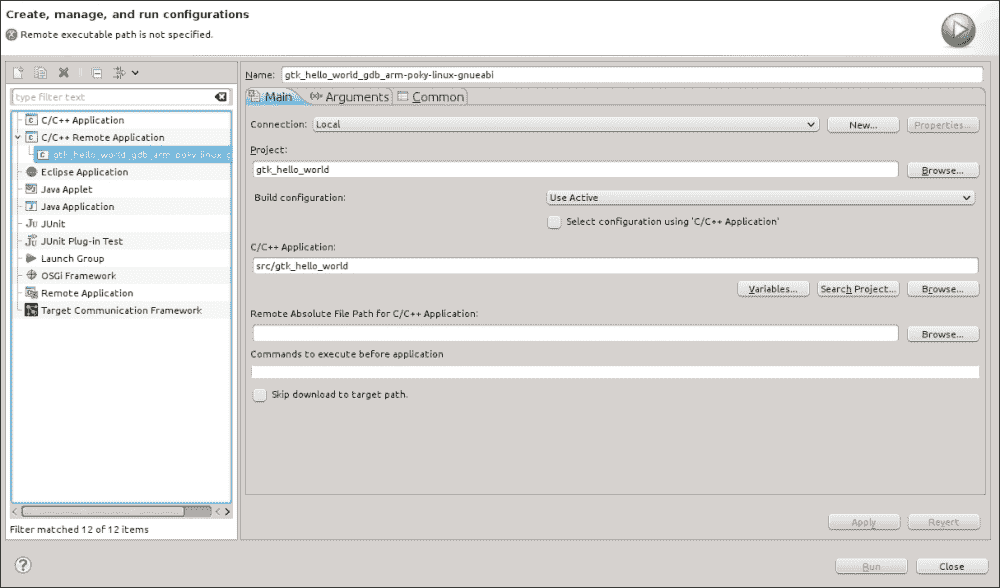 Create, manage, and run configurations
Remote executable path is not specified.
type filter text
C/C++ Application
C/C++ Remote Application
gtk_hello_world_gdb_arm-poky-linux-g
Eclipse Application
Java Applet
Java Application
Ju JUnit
JUnit Plug-in Test
Launch Group
OSGi Framework
Remote Application
Target Communication Framework
Filter matched 12 of 12 items
Name: gtk_hello_world_gdb_arm-poky-linux-gnueabi
Main Arguments Common
Connection: Local New... Properties...
Project:
gtk_hello_world Browse...
Build configuration: Use Active
Select configuration using 'C/C++ Application'
C/C++ Application:
src/gtk_hello_world
Variables... Search Project... Browse...
Remote Absolute File Path for C/C++ Application:
Browse...
Commands to execute before application
Skip download to target path.
Apply Revert
? Run Close